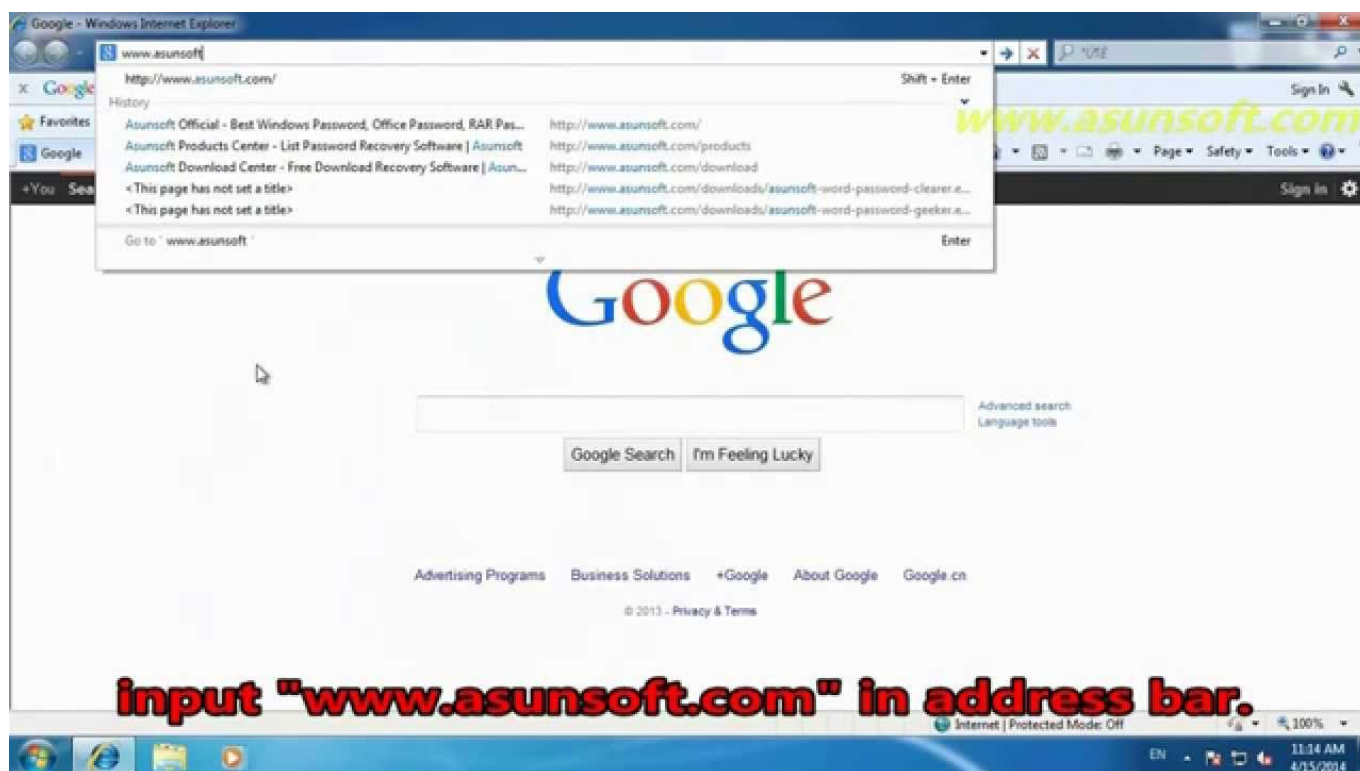 Google - Windows Internet Explorer
www.asunsoft
http://www.asunsoft.com/ Shift + Enter
x Google Sign In
History
www.asunsoft.com
Favorites
Asunsoft Official - Best Windows Password, Office Password, RAR Pas... http://www.asunsoft.com/
Asunsoft Products Center - List Password Recovery Software | Asunsoft http://www.asunsoft.com/products
Google Page Safety Tools
Asunsoft Download Center - Free Download Recovery Software | Asun... http://www.asunsoft.com/download
+You Sea Sign in
<This page has not set a title> http://www.asunsoft.com/downloads/asunsoft-word-password-clearer.e...
<This page has not set a title> http://www.asunsoft.com/downloads/asunsoft-word-password-geeker.e...
Go to ' www.asunsoft ' Enter
Google
Advanced search
Language tools
Google Search I'm Feeling Lucky
Advertising Programs Business Solutions +Google About Google Google.cn
© 2013 - Privacy & Terms
input "www.asunsoft.com" in address bar.
Internet | Protected Mode: Off 100%
EN 11:14 AM
4/15/2014